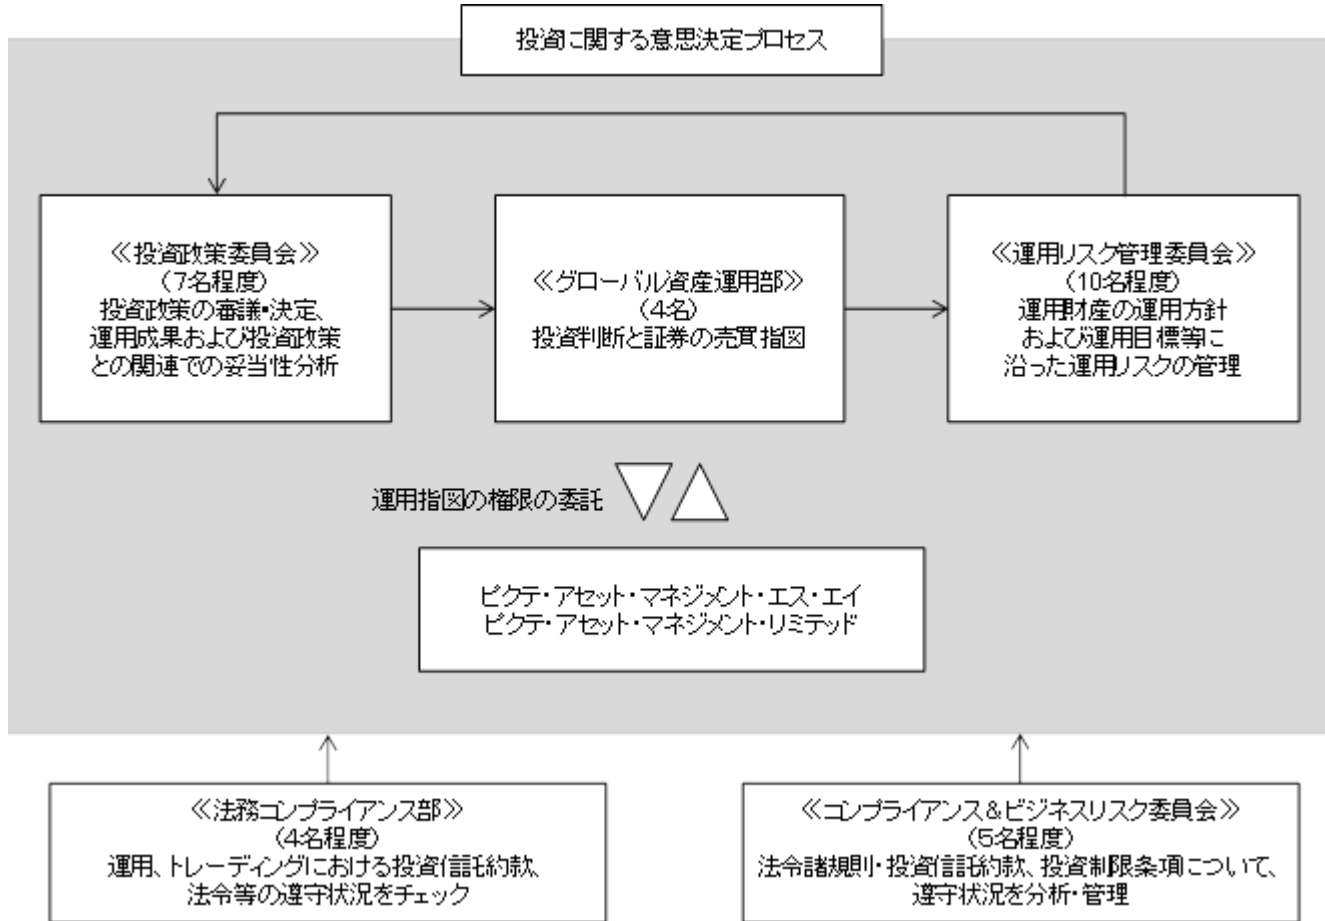 投資に関する意思決定プロセス
≪投資政策委員会≫
(7名程度)
投資政策の審議・決定、
運用成果および投資政策
との関連での妥当性分析
≪グローバル資産運用部≫
(4名)
投資判断と証券の売買指図
≪運用リスク管理委員会≫
(10名程度)
運用財産の運用方針
および運用目標等に
沿った運用リスクの管理
運用指図の権限の委託
ピクテ・アセット・マネジメント・エス・エイ
ピクテ・アセット・マネジメント・リミテッド
≪法務コンプライアンス部≫
(4名程度)
運用、トレーディングにおける投資信託約款、
法令等の遵守状況をチェック
≪コンプライアンス＆ビジネスリスク委員会≫
(5名程度)
法令諸規則・投資信託約款、投資制限条項について、
遵守状況を分析・管理